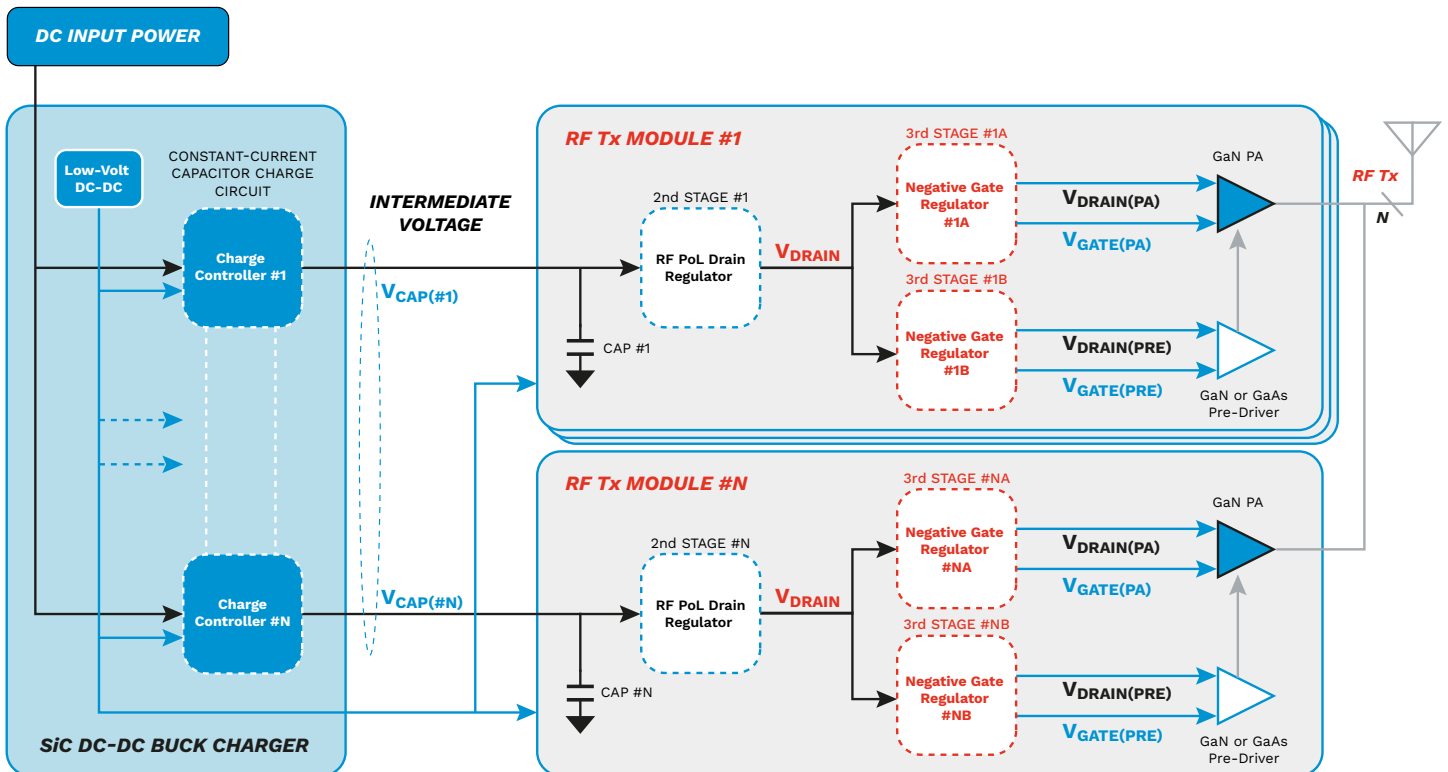 DC INPUT POWER
Low-Volt
DC-DC
CONSTANT-CURRENT
CAPACITOR CHARGE
CIRCUIT
Charge
Controller #1
Charge
Controller #N
SiC DC-DC BUCK CHARGER
INTERMEDIATE
VOLTAGE
VCAP(#1)
VCAP(#N)
RF Tx MODULE #1
2nd STAGE #1
RF PoL Drain
Regulator
CAP #1
VDRAIN
3rd STAGE #1A
Negative Gate
Regulator
#1A
3rd STAGE #1B
Negative Gate
Regulator
#1B
VDRAIN(PA)
VGATE(PA)
VDRAIN(PRE)
VGATE(PRE)
GaN PA
GaN or GaAs
Pre-Driver
RF Tx
N
RF Tx MODULE #N
2nd STAGE #N
RF PoL Drain
Regulator
CAP #N
VDRAIN
3rd STAGE #NA
Negative Gate
Regulator
#NA
3rd STAGE #NB
Negative Gate
Regulator
#NB
VDRAIN(PA)
VGATE(PA)
VDRAIN(PRE)
VGATE(PRE)
GaN PA
GaN or GaAs
Pre-Driver